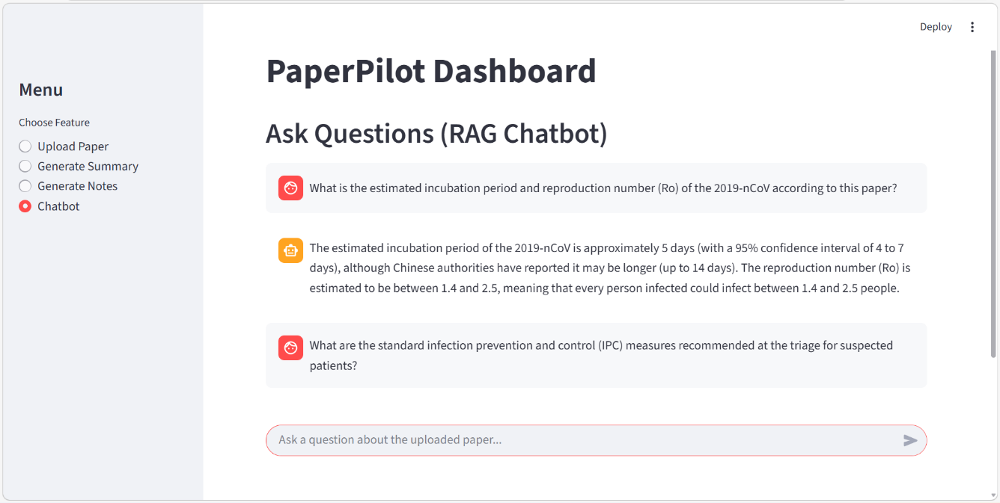 Deploy
Menu
Choose Feature
Upload Paper
Generate Summary
Generate Notes
Chatbot
PaperPilot Dashboard
Ask Questions (RAG Chatbot)
What is the estimated incubation period and reproduction number (Ro) of the 2019-nCoV according to this paper?
The estimated incubation period of the 2019-nCoV is approximately 5 days (with a 95% confidence interval of 4 to 7
days), although Chinese authorities have reported it may be longer (up to 14 days). The reproduction number (Ro) is
estimated to be between 1.4 and 2.5, meaning that every person infected could infect between 1.4 and 2.5 people.
What are the standard infection prevention and control (IPC) measures recommended at the triage for suspected
patients?
Ask a question about the uploaded paper...